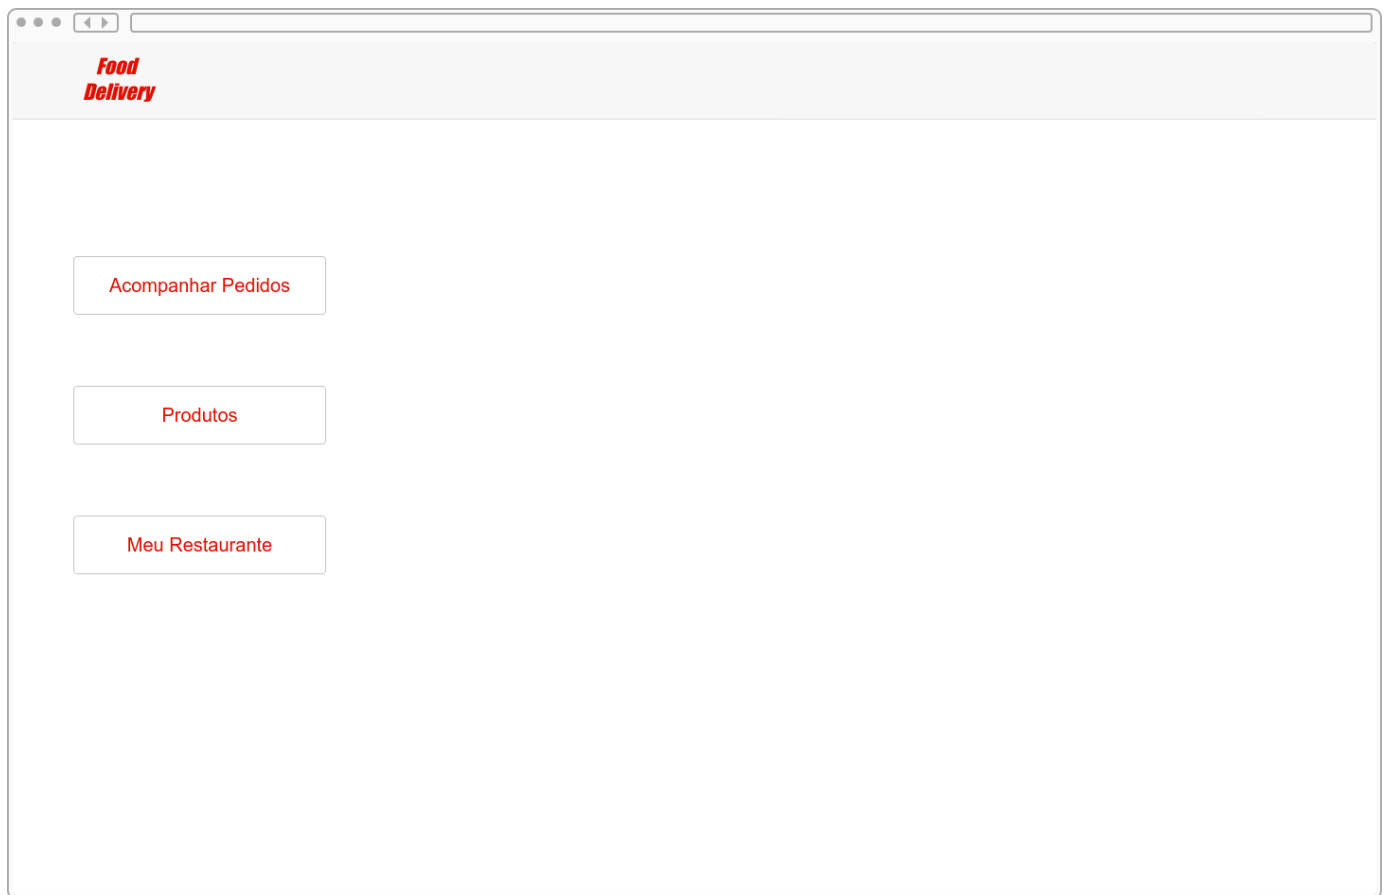 Food
Delivery
Acompanhar Pedidos
Produtos
Meu Restaurante